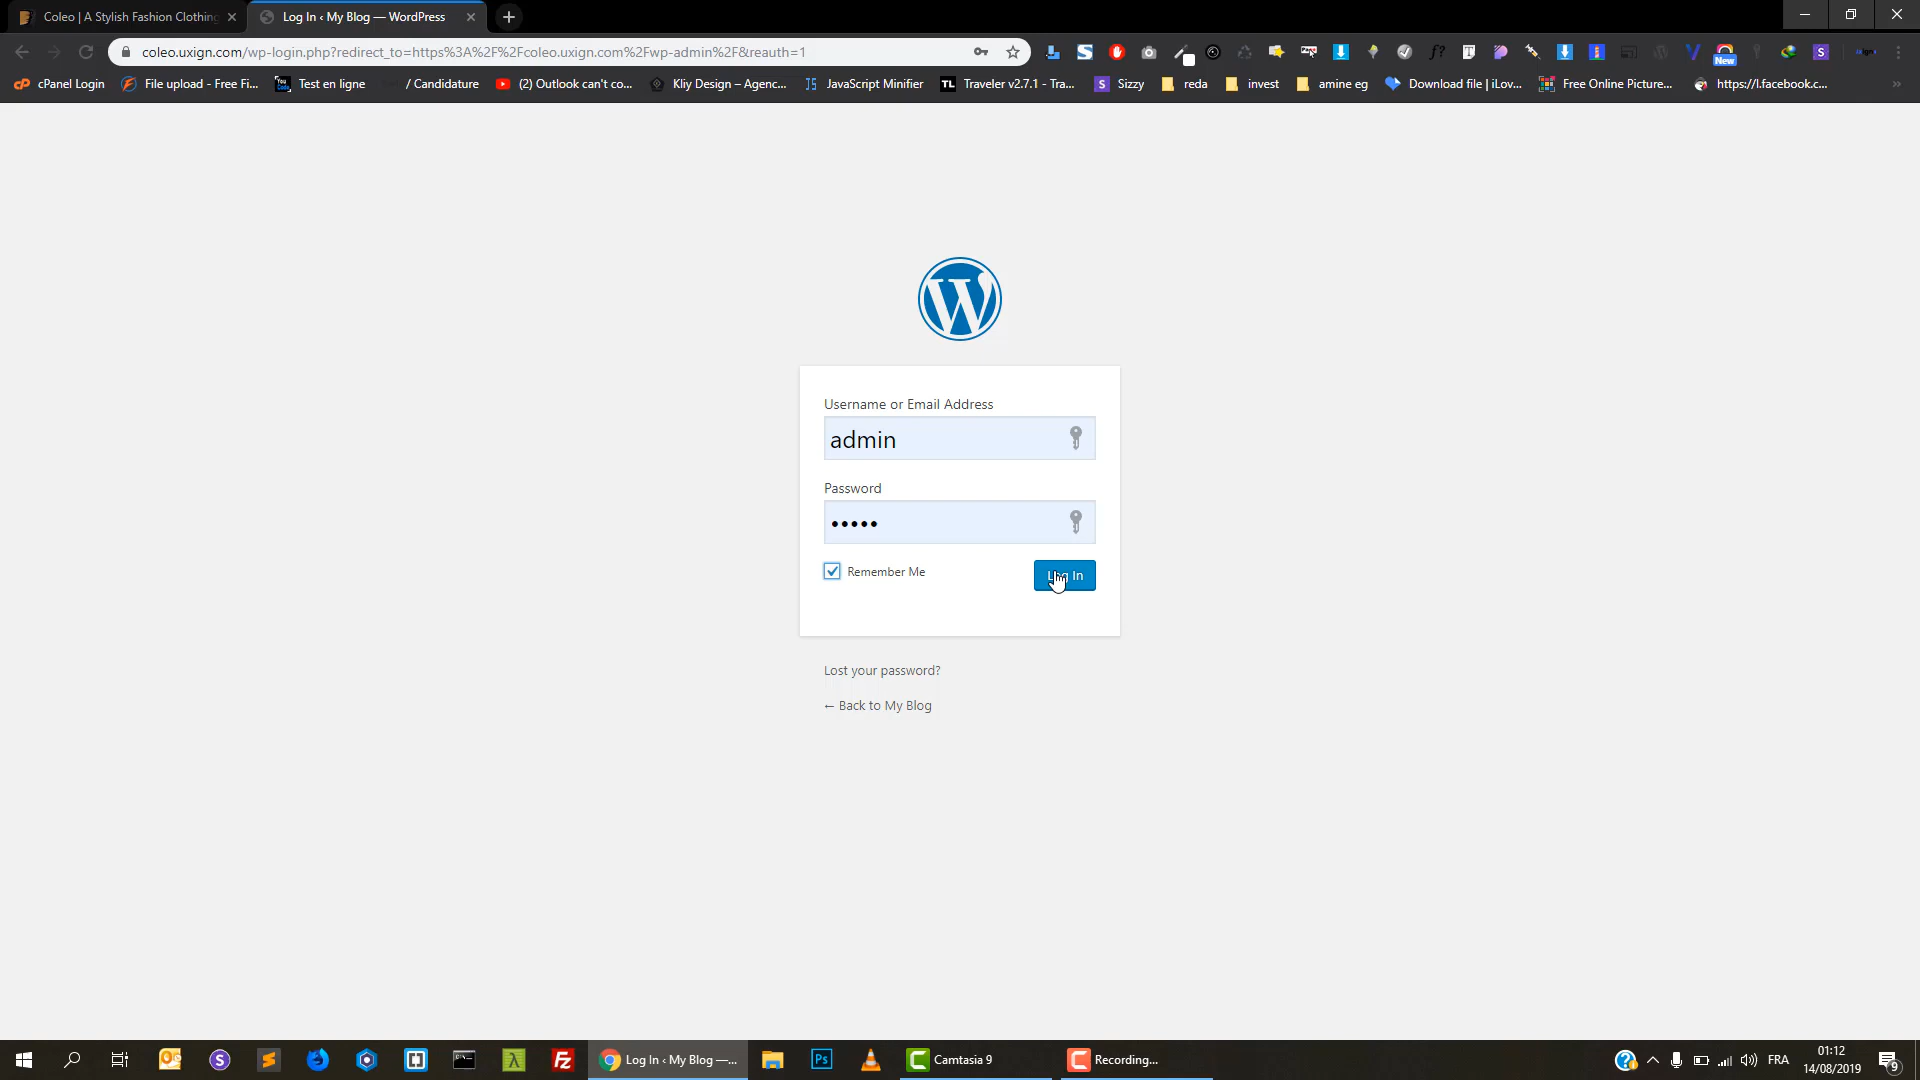 Coleo | A Stylish Fashion Clothing
Log In ‹ My Blog — WordPress
coleo.uxign.com/wp-login.php?redirect_to=https%3A%2F%2Fcoleo.uxign.com%2Fwp-admin%2F&reauth=1
New
cPanel Login
File upload - Free Fi...
Test en ligne
/ Candidature
(2) Outlook can't co...
Kliy Design – Agenc...
JavaScript Minifier
Traveler v2.7.1 - Tra...
Sizzy
reda
invest
amine eg
Download file | iLov...
Free Online Picture...
https://l.facebook.c...
Username or Email Address
admin
Password
•••••
Remember Me
Log In
Lost your password?
← Back to My Blog
Log In ‹ My Blog —...
Camtasia 9
Recording...
FRA
01:12
14/08/2019
9